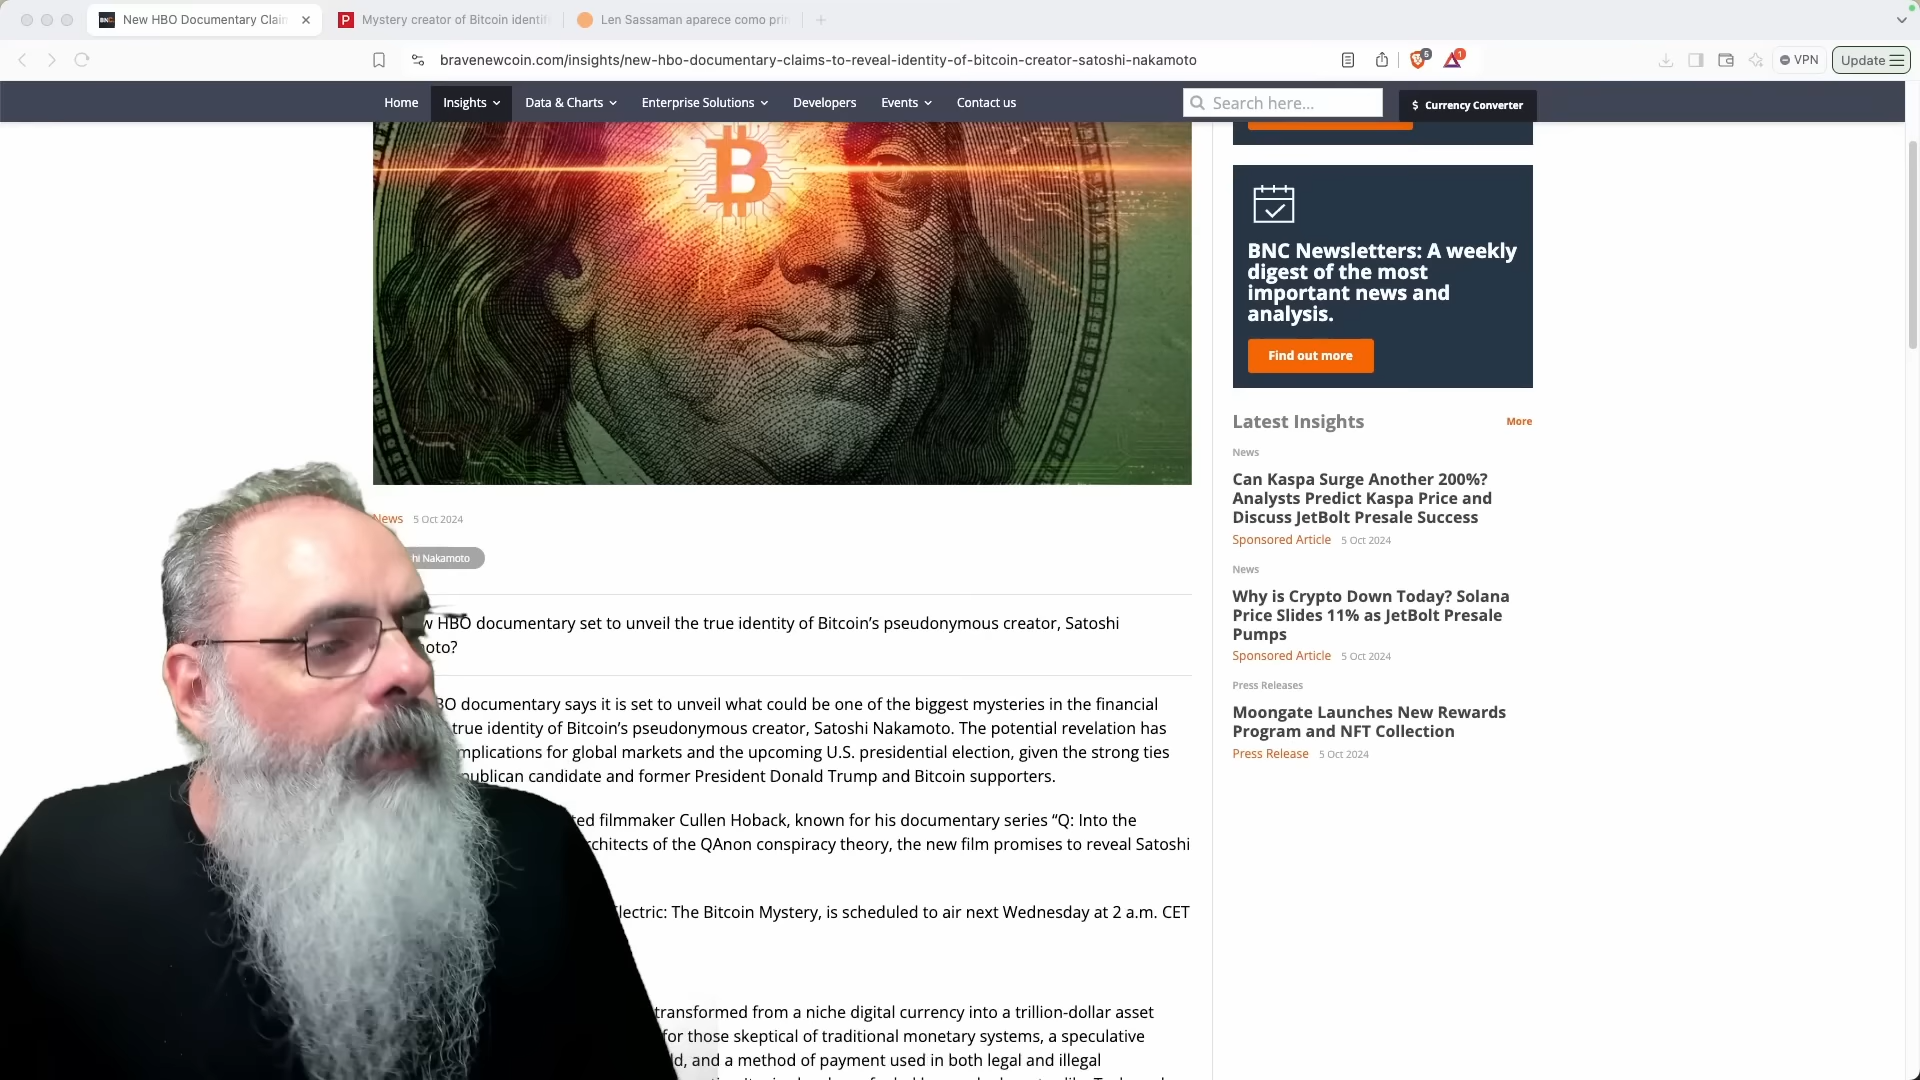 BNC.
New HBO Documentary Clai
Mystery creator of Bitcoin identifi
Len Sassaman aparece como prin
bravenewcoin.com/insights/new-hbo-documentary-claims-to-reveal-identity-of-bitcoin-creator-satoshi-nakamoto
5
1
VPN
Update
Home
Insights
Data & Charts
Enterprise Solutions
Developers
Events
Contact us
Search here...
$ Currency Converter
BNC Newsletters: A weekly
digest of the most
important news and
analysis.
Find out more
Latest Insights
More
News
Can Kaspa Surge Another 200%?
Analysts Predict Kaspa Price and
Discuss JetBolt Presale Success
Sponsored Article 5 Oct 2024
News
Why is Crypto Down Today? Solana
Price Slides 11% as JetBolt Presale
Pumps
Sponsored Article 5 Oct 2024
Press Releases
Moongate Launches New Rewards
Program and NFT Collection
Press Release 5 Oct 2024
News 5 Oct 2024
hi Nakamoto
w HBO documentary set to unveil the true identity of Bitcoin's pseudonymous creator, Satoshi
oto?
BO documentary says it is set to unveil what could be one of the biggest mysteries in the financial
true identity of Bitcoin's pseudonymous creator, Satoshi Nakamoto. The potential revelation has
mplications for global markets and the upcoming U.S. presidential election, given the strong ties
publican candidate and former President Donald Trump and Bitcoin supporters.
ted filmmaker Cullen Hoback, known for his documentary series “Q: Into the
rchitects of the QAnon conspiracy theory, the new film promises to reveal Satoshi
Electric: The Bitcoin Mystery, is scheduled to air next Wednesday at 2 a.m. CET
transformed from a niche digital currency into a trillion-dollar asset
for those skeptical of traditional monetary systems, a speculative
ld, and a method of payment used in both legal and illegal